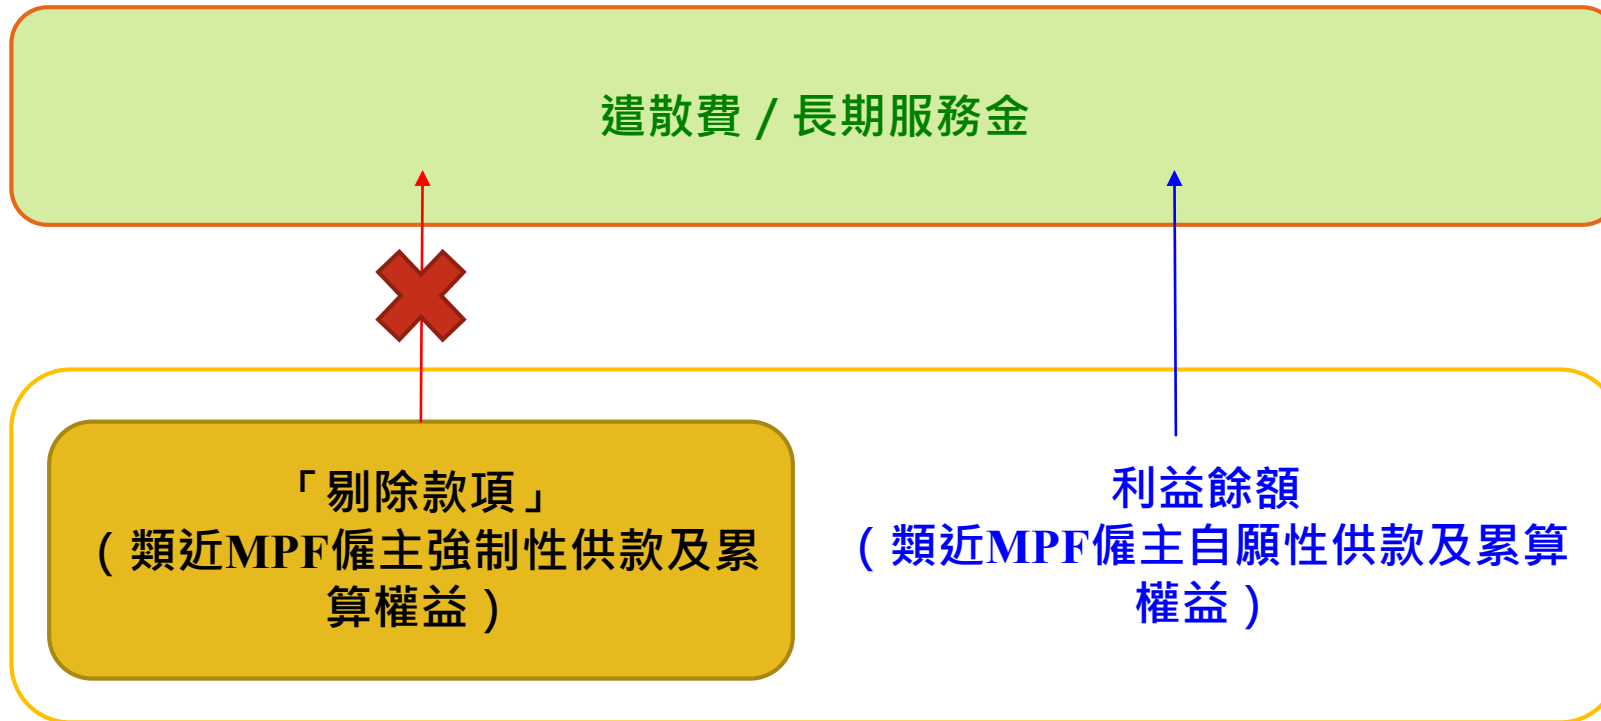 遣散費 / 長期服務金
「剔除款項」
(類近MPF僱主強制性供款及累
算權益)
利益餘額
(類近MPF僱主自願性供款及累算
權益)